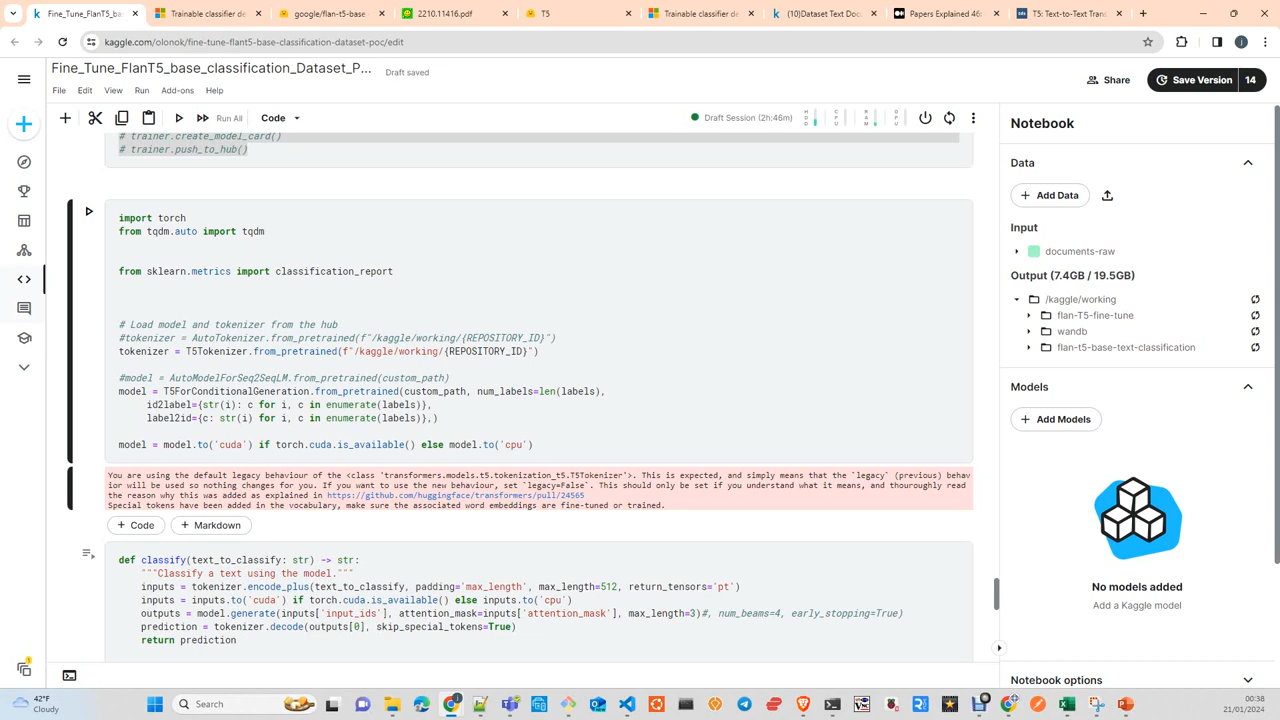 Fine_Tune_FlanT5_base
Trainable classifier de
google/flan-t5-base -
2210.11416.pdf
T5
Trainable classifier de
(10)Dataset Text Docu
Papers Explained 46:
T5: Text-to-Text Trans
kaggle.com/olonok/fine-tune-flant5-base-classification-dataset-poc/edit
Fine_Tune_FlanT5_base_classification_Dataset_P...
Draft saved
File Edit View Run Add-ons Help
Share
Save Version 14
Run All
Code
Draft Session (2h:46m)
HDD
CPU
RAM
GPU
# trainer.create_model_card()
# trainer.push_to_hub()
import torch
from tqdm.auto import tqdm
from sklearn.metrics import classification_report
# Load model and tokenizer from the hub
#tokenizer = AutoTokenizer.from_pretrained(f"/kaggle/working/{REPOSITORY_ID}")
tokenizer = T5Tokenizer.from_pretrained(f"/kaggle/working/{REPOSITORY_ID}")
#model = AutoModelForSeq2SeqLM.from_pretrained(custom_path)
model = T5ForConditionalGeneration.from_pretrained(custom_path, num_labels=len(labels),
id2label={str(i): c for i, c in enumerate(labels)},
label2id={c: str(i) for i, c in enumerate(labels)},)
model = model.to('cuda') if torch.cuda.is_available() else model.to('cpu')
You are using the default legacy behaviour of the <class 'transformers.models.t5.tokenization_t5.T5Tokenizer'>. This is expected, and simply means that the `legacy` (previous) behav
ior will be used so nothing changes for you. If you want to use the new behaviour, set `legacy=False`. This should only be set if you understand what it means, and thouroughly read
the reason why this was added as explained in https://github.com/huggingface/transformers/pull/24565
Special tokens have been added in the vocabulary, make sure the associated word embeddings are fine-tuned or trained.
+ Code
+ Markdown
def classify(text_to_classify: str) -> str:
"""Classify a text using the model."""
inputs = tokenizer.encode_plus(text_to_classify, padding='max_length', max_length=512, return_tensors='pt')
inputs = inputs.to('cuda') if torch.cuda.is_available() else inputs.to('cpu')
outputs = model.generate(inputs['input_ids'], attention_mask=inputs['attention_mask'], max_length=3)#, num_beams=4, early_stopping=True)
prediction = tokenizer.decode(outputs[0], skip_special_tokens=True)
return prediction
Notebook
Data
+ Add Data
Input
documents-raw
Output (7.4GB / 19.5GB)
/kaggle/working
flan-T5-fine-tune
wandb
flan-t5-base-text-classification
Models
+ Add Models
No models added
Add a Kaggle model
Notebook options
42°F
Cloudy
Search
00:38
21/01/2024